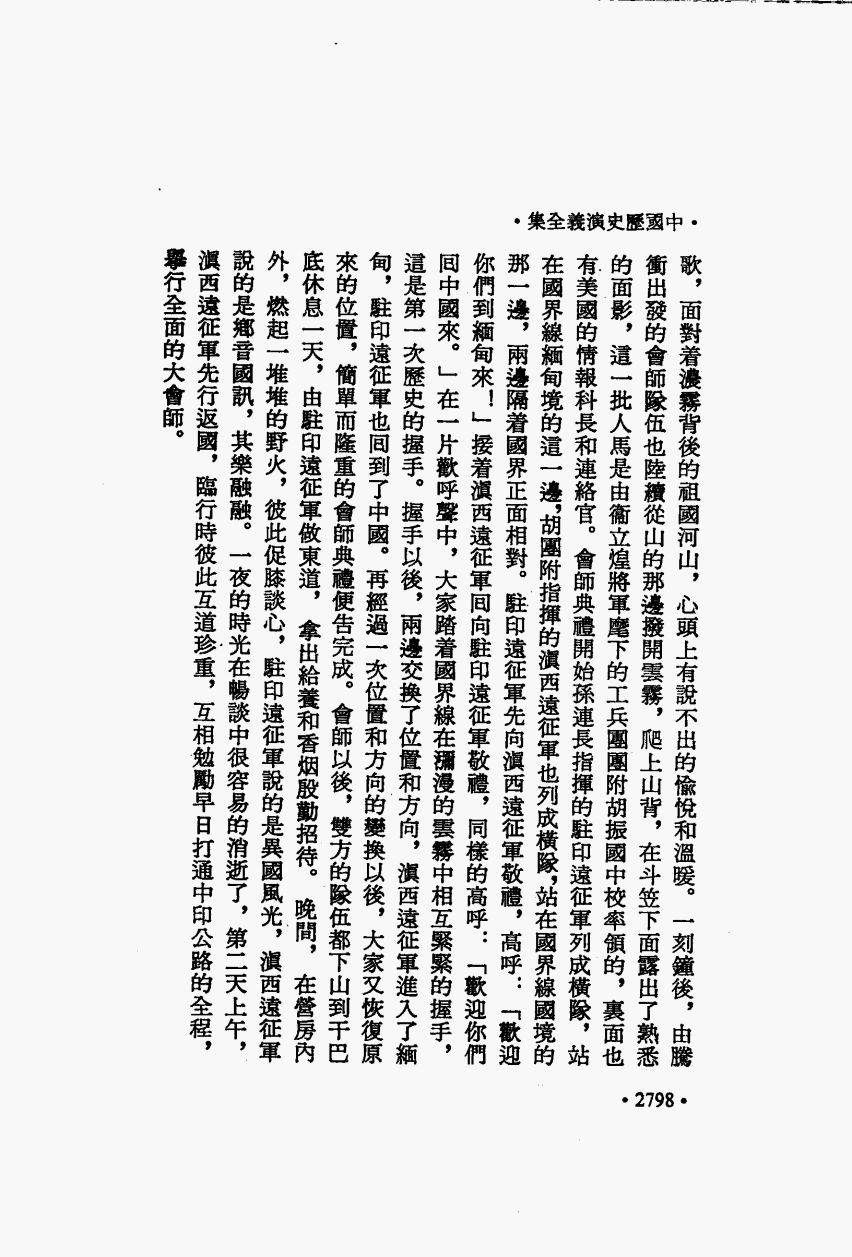 ・中國歷史演義全集・
歌，面對着濃霧背後的祖國河山，心頭上有說不出的愉悅和溫暖。一刻鐘後，由騰
衝出發的會師隊伍也陸續從山的那邊撥開雲霧，爬上山背，在斗笠下面露出了熟悉
的面影，這一批人馬是由衞立煌將軍麾下的工兵團團附胡振國中校率領的，裏面也
有美國的情報科長和連絡官。會師典禮開始孫連長指揮的駐印遠征軍列成橫隊，站
在國界線緬甸境的這一邊，胡團附指揮的滇西遠征軍也列成橫隊，站在國界線國境的
那一邊，兩邊隔着國界正面相對。駐印遠征軍先向滇西遠征軍敬禮，高呼：「歡迎
你們到緬甸來！」接着滇西遠征軍囘向駐印遠征軍敬禮，同樣的高呼：「歡迎你們
囘中國來。」在一片歡呼聲中，大家踏着國界線在瀰漫的雲霧中相互緊緊的握手，
這是第一次歷史的握手。握手以後，兩邊交換了位置和方向，滇西遠征軍進入了緬
甸，駐印遠征軍也囘到了中國。再經過一次位置和方向的變換以後，大家又恢復原
來的位置，簡單而隆重的會師典禮便告完成。會師以後，雙方的隊伍都下山到干巴
底休息一天，由駐印遠征軍做東道，拿出給養和香烟殷勤招待。晚間，在營房內
外，燃起一堆堆的野火，彼此促膝談心，駐印遠征軍說的是異國風光，滇西遠征軍
說的是鄉音國訊，其樂融融。一夜的時光在暢談中很容易的消逝了，第二天上午，
滇西遠征軍先行返國，臨行時彼此互道珍重，互相勉勵早日打通中印公路的全程，
舉行全面的大會師。
・2798・